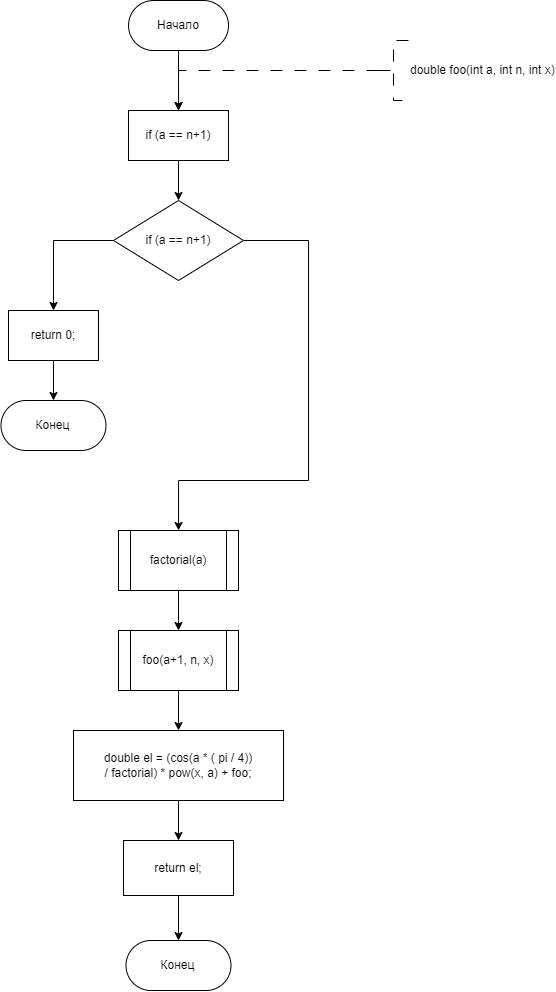 Начало
double foo(int a, int n, int x)
if (a == n+1)
if (a == n+1)
return 0;
Конец
factorial(a)
foo(a+1, n, x)
double el = (cos(a * ( pi / 4))
/ factorial) * pow(x, a) + foo;
return el;
Конец